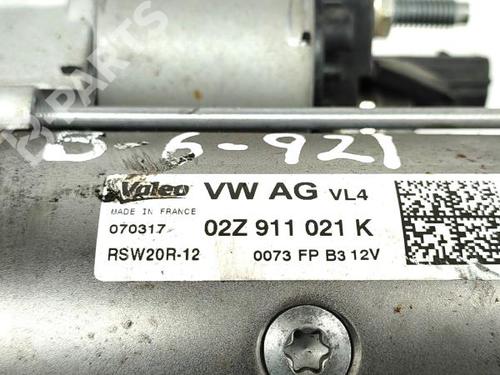 B-6-921
Valeo VW AG VL4
MADE IN FRANCE
070317 02Z 911 021 K
RSW20R-12 0073 FP B3 12V